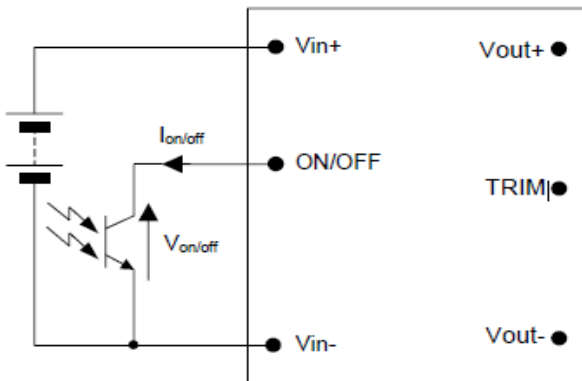 Vin+
Vout+
Ion/off
ON/OFF
TRIM
Von/off
Vin-
Vout-